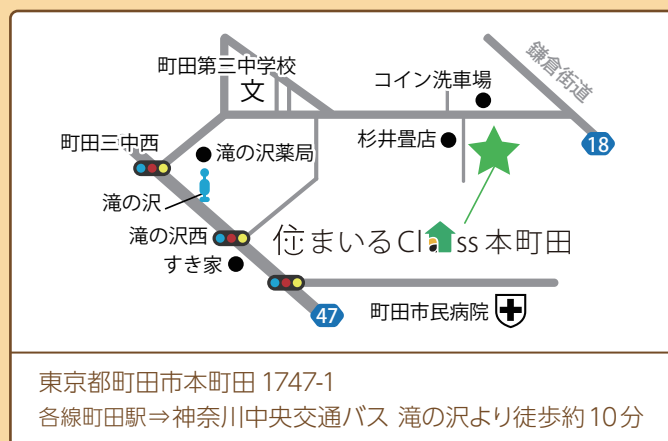 町田第三中学校
文
コイン洗車場
鎌倉街道
町田三中西
滝の沢薬局
杉井畳店
18
滝の沢
滝の沢西
住まいるClass本町田
すき家
47
町田市民病院
東京都町田市本町田 1747-1
各線町田駅⇒神奈川中央交通バス 滝の沢より徒歩約10分